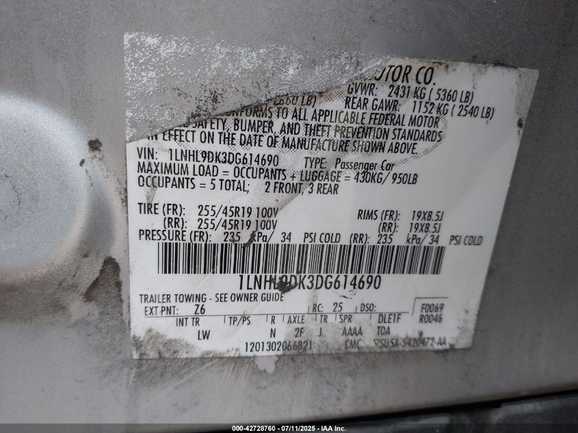 MOTOR CO.
GVWR: 2431 KG ( 5360 LB)
REAR GAWR: 1152 KG ( 2540 LB)
CONFORMS TO ALL APPLICABLE FEDERAL MOTOR
SAFETY, BUMPER, AND THEFT PREVENTION STANDARDS
IN EFFECT ON THE DATE OF MANUFACTURE SHOWN ABOVE.
VIN: 1LNHL9DK3DG614690 TYPE: Passenger Car
MAXIMUM LOAD = OCCUPANTS + LUGGAGE = 430KG/ 950LB
OCCUPANTS = 5 TOTAL; 2 FRONT, 3 REAR
TIRE (FR): 255/45R19 100V RIMS (FR): 19X8.5J
(RR): 255/45R19 100V (RR): 19X8.5J
PRESSURE (FR): 235 kPa/ 34 PSI COLD (RR): 235 kPa/ 34 PSI COLD
1LNHL9DK3DG614690
TRAILER TOWING - SEE OWNER GUIDE
EXT PNT: Z6 RC: 25 DSO: F0069
R0046
INT TR TP/PS R AXLE TR SPR
LW N 2F J AAAA TDA
000-42728760 - 07/11/2025 - IAA Inc.